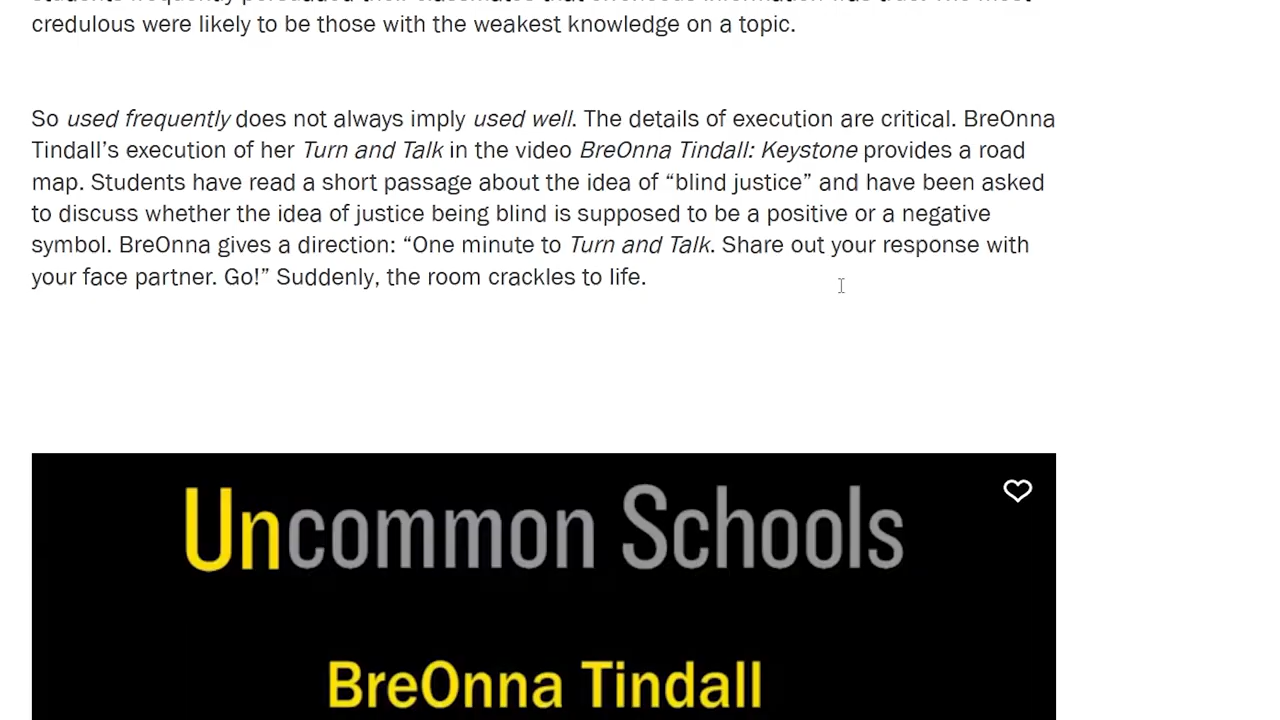 credulous were likely to be those with the weakest knowledge on a topic.
So used frequently does not always imply used well. The details of execution are critical. BreOnna
Tindall’s execution of her Turn and Talk in the video BreOnna Tindall: Keystone provides a road
map. Students have read a short passage about the idea of “blind justice” and have been asked
to discuss whether the idea of justice being blind is supposed to be a positive or a negative
symbol. BreOnna gives a direction: “One minute to Turn and Talk. Share out your response with
your face partner. Go!” Suddenly, the room crackles to life.
Uncommon Schools
BreOnna Tindall